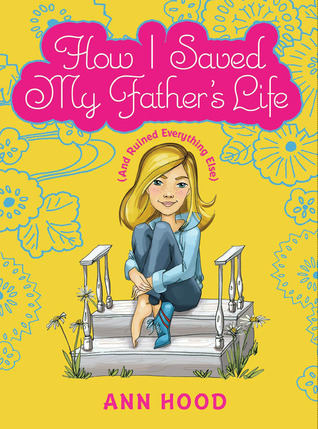 How I Saved
My Father's Life
(And Ruined Everything Else)
ANN HOOD